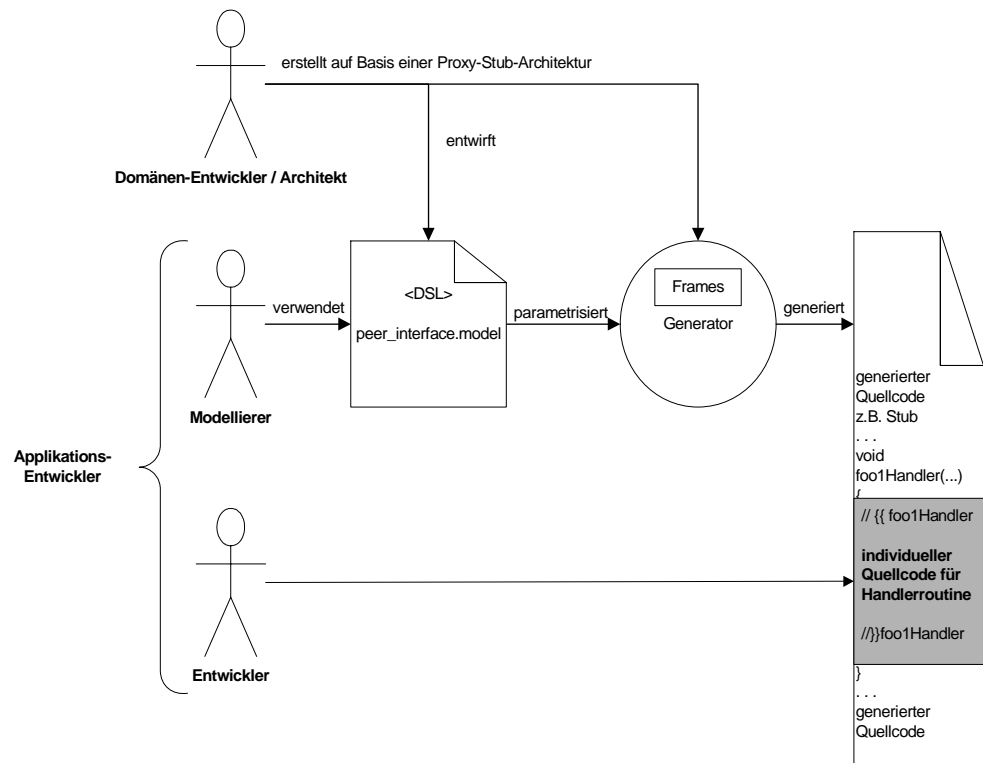 erstellt auf Basis einer Proxy-Stub-Architektur
entwirft
Domänen-Entwickler / Architekt
<DSL>
peer_interface.model
verwendet
parametrisiert
Frames
Generator
generiert
Modellierer
Applikations-
Entwickler
Entwickler
generierter
Quellcode
z.B. Stub
. . .
void
foo1Handler(...)
{
// {{ foo1Handler
individueller
Quellcode für
Handlerroutine
//}}foo1Handler
}
. . .
generierter
Quellcode